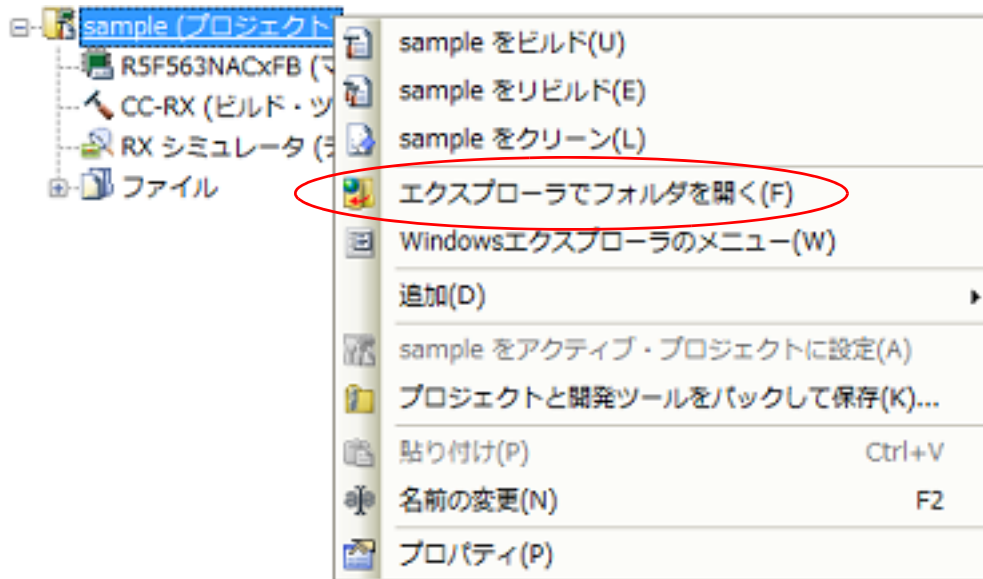 sample (プロジェクト
R5F563NACxFB (マ
CC-RX (ビルド・ツ
RX シミュレータ (デ
ファイル
sample をビルド(U)
sample をリビルド(E)
sample をクリーン(L)
エクスプローラでフォルダを開く(F)
Windowsエクスプローラのメニュー(W)
追加(D)
sample をアクティブ・プロジェクトに設定(A)
プロジェクトと開発ツールをパックして保存(K)...
貼り付け(P) Ctrl+V
名前の変更(N) F2
プロパティ(P)